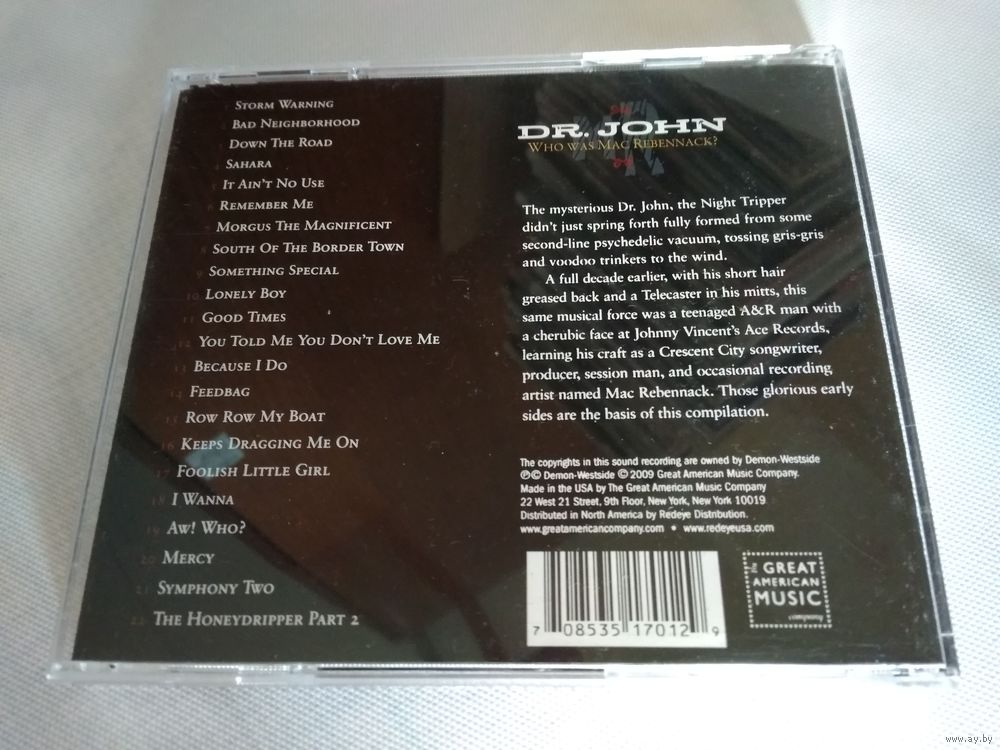 Storm Warning
Bad Neighborhood
Down The Road
Sahara
It Ain't No Use
Remember Me
Morgus The Magnificent
8 South Of The Border Town
9 Something Special
10 Lonely Boy
11 Good Times
12 You Told Me You Don't Love Me
13 Because I Do
14 Feedbag
15 Row Row My Boat
16 Keeps Dragging Me On
17 Foolish Little Girl
18 I Wanna
19 Aw! Who?
20 Mercy
21 Symphony Two
22 The Honeydripper Part 2
DR. JOHN
Who was Mac Rebennack?
The mysterious Dr. John, the Night Tripper
didn't just spring forth fully formed from some
second-line psychedelic vacuum, tossing gris-gris
and voodoo trinkets to the wind.
A full decade earlier, with his short hair
greased back and a Telecaster in his mitts, this
same musical force was a teenaged A&R man with
a cherubic face at Johnny Vincent's Ace Records,
learning his craft as a Crescent City songwriter,
producer, session man, and occasional recording
artist named Mac Rebennack. Those glorious early
sides are the basis of this compilation.
The copyrights in this sound recording are owned by Demon-Westside
℗© Demon-Westside © 2009 Great American Music Company.
Made in the USA by The Great American Music Company
22 West 21 Street, 9th Floor, New York, New York 10019
Distributed in North America by Redeye Distribution.
www.greatamericancompany.com • www.redeyeusa.com
7 08535 17012 9
the GREAT
AMERICAN
MUSIC
company
www.ay.by